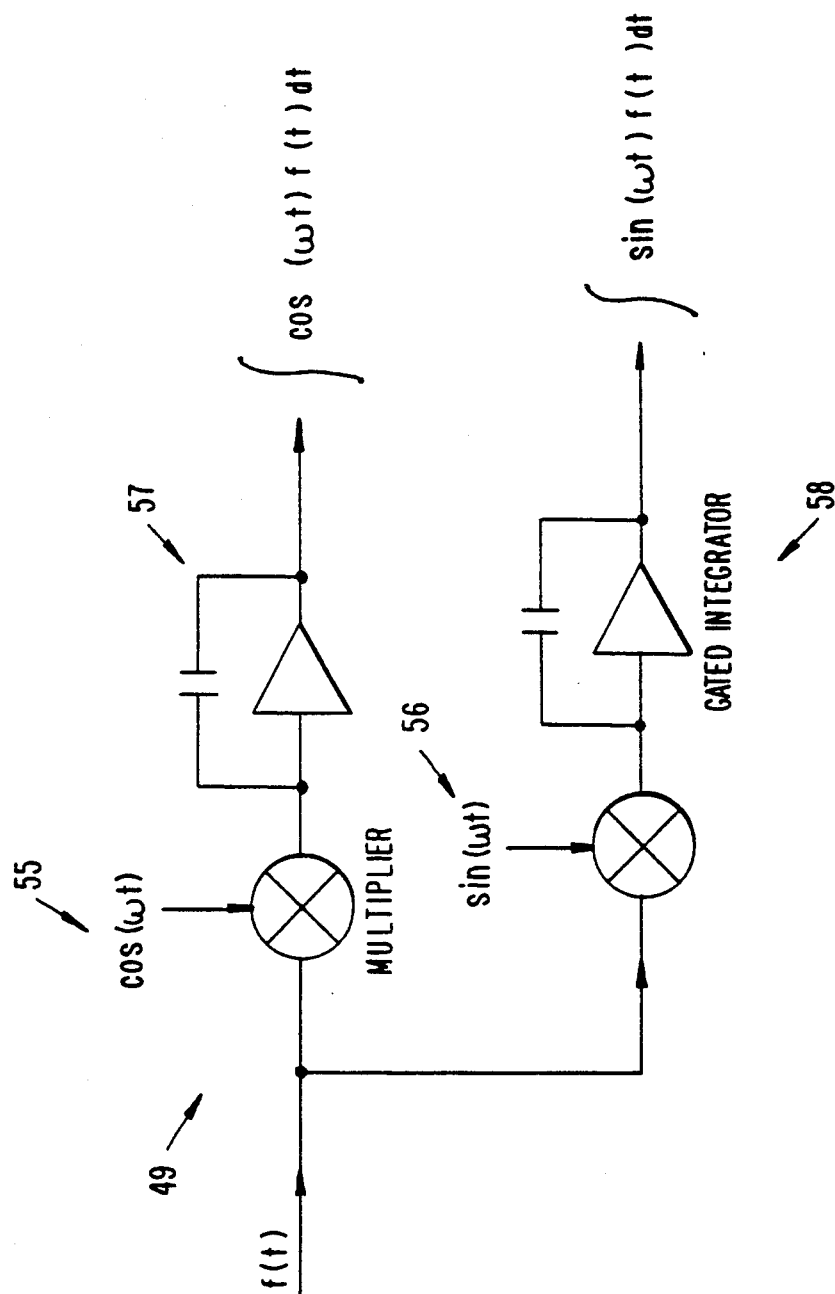 49
f(t)
55
cos(ωt)
MULTIPLIER
57
∫ cos (ωt) f (t) dt
56
sin(ωt)
GATED INTEGRATOR
58
∫ sin (ωt) f (t) dt